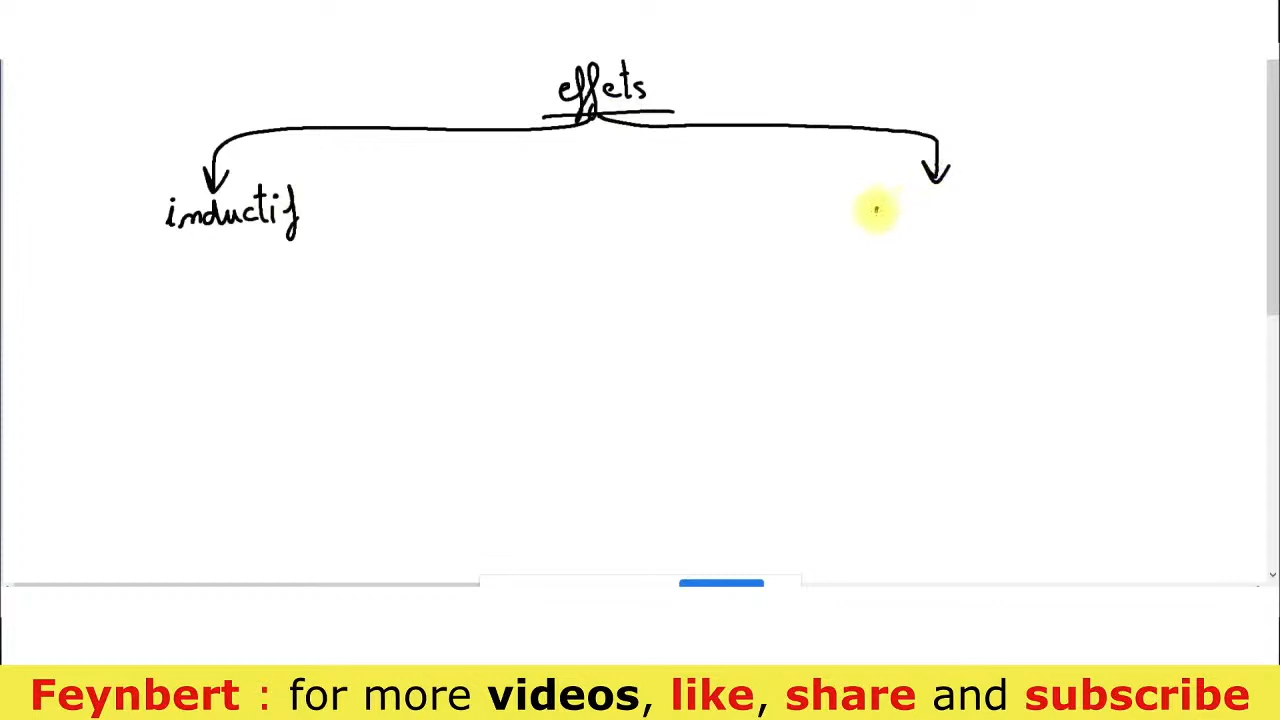 effets
inductif
Feynbert : for more videos, like, share and subscribe